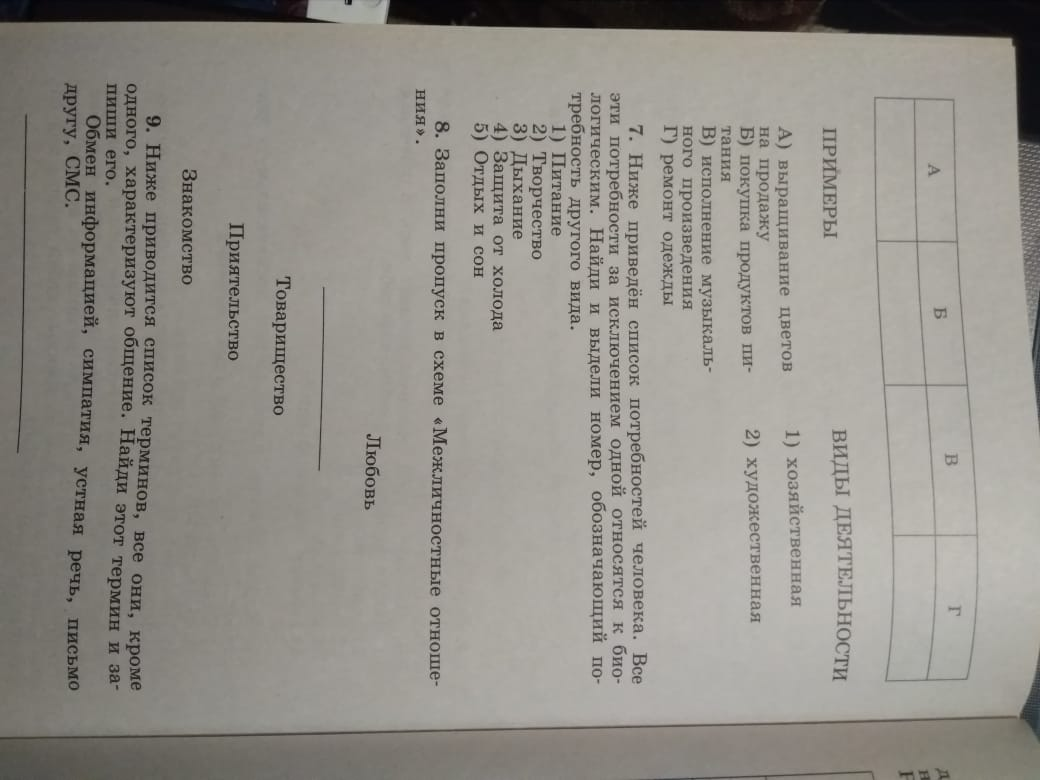 А Б В Г
ПРИМЕРЫ
ВИДЫ ДЕЯТЕЛЬНОСТИ
А) выращивание цветов
на продажу
Б) покупка продуктов пи-
тания
В) исполнение музыкаль-
ного произведения
Г) ремонт одежды
1) хозяйственная
2) художественная
7. Ниже приведён список потребностей человека. Все
эти потребности за исключением одной относятся к био-
логическим. Найди и выдели номер, обозначающий по-
требность другого вида.
1) Питание
2) Творчество
3) Дыхание
4) Защита от холода
5) Отдых и сон
8. Заполни пропуск в схеме «Межличностные отноше-
ния».
Любовь
Товарищество
Приятельство
Знакомство
9. Ниже приводится список терминов, все они, кроме
одного, характеризуют общение. Найди этот термин и за-
пиши его.
Обмен информацией, симпатия, устная речь, письмо
другу, СМС.